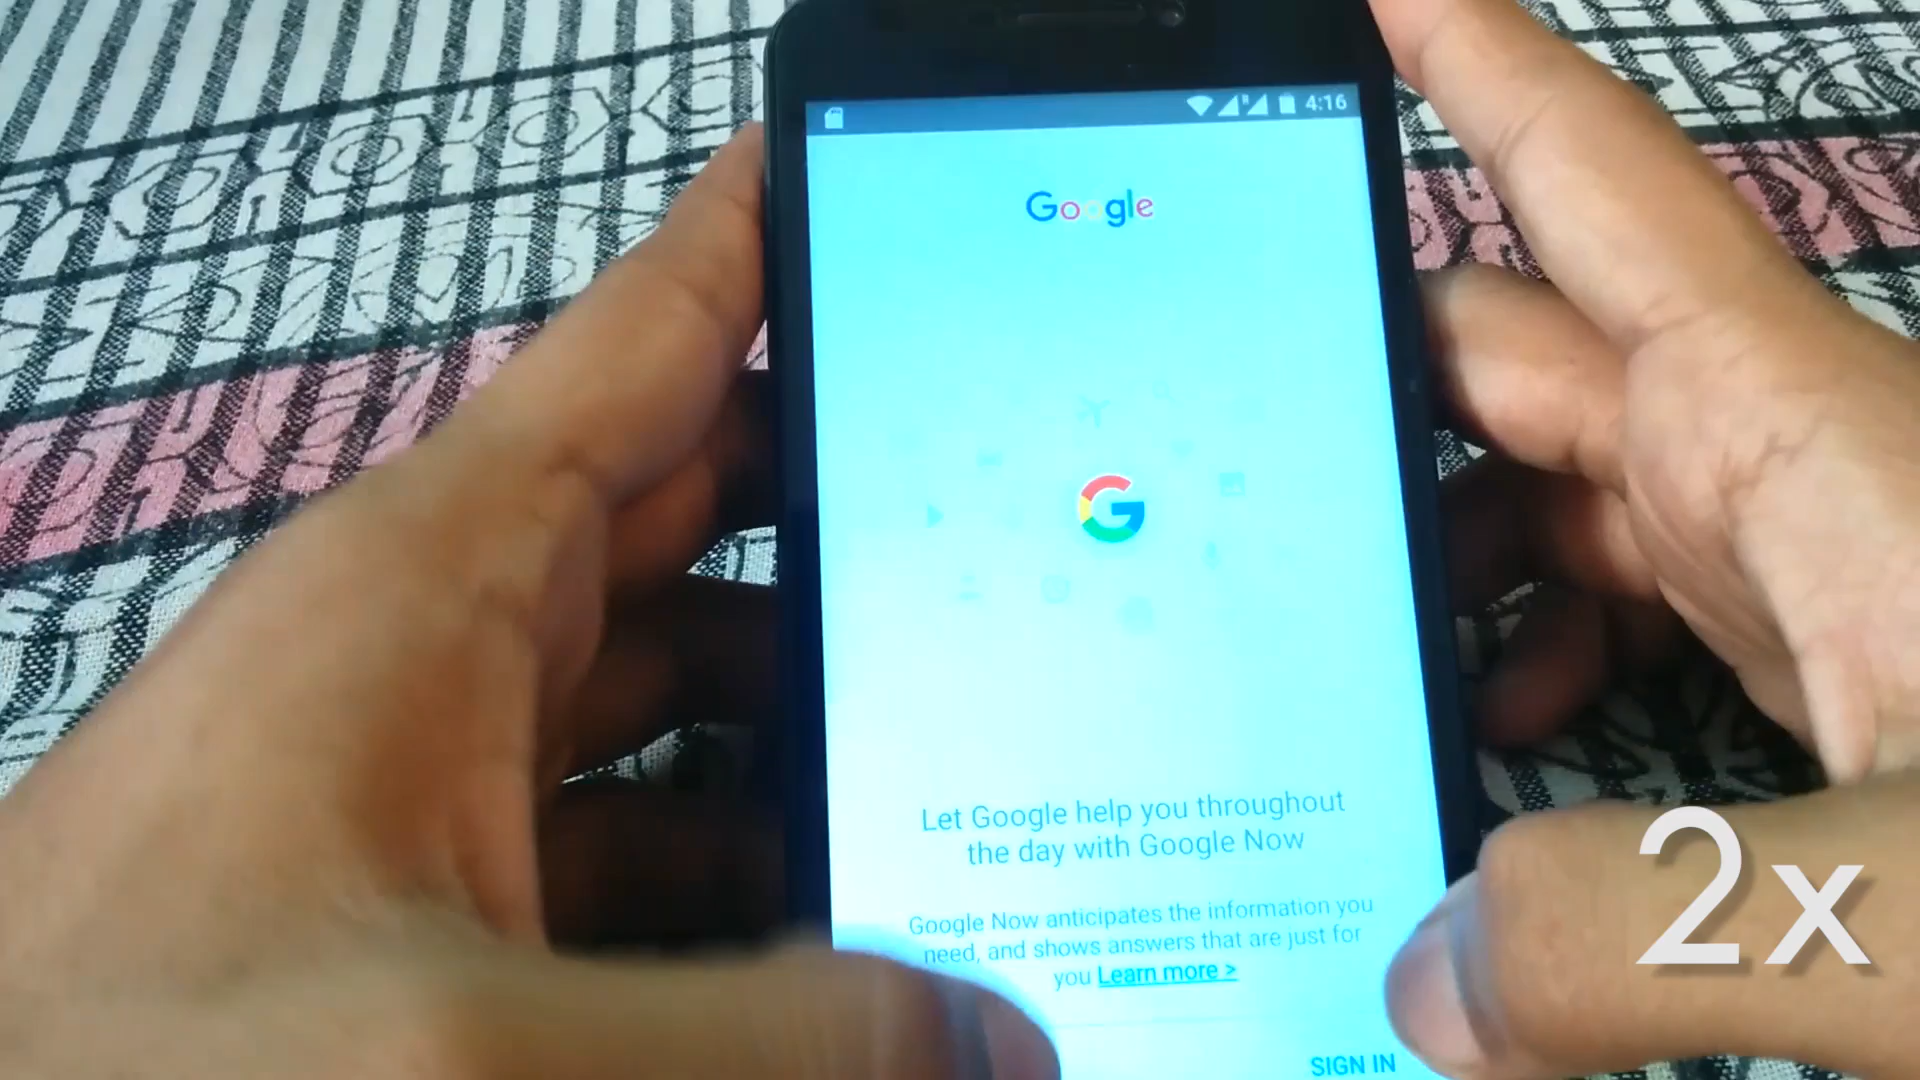 4:16
Google
G
Let Google help you throughout
the day with Google Now
Google Now anticipates the information you
need, and shows answers that are just for
you Learn more >
SIGN IN
2x